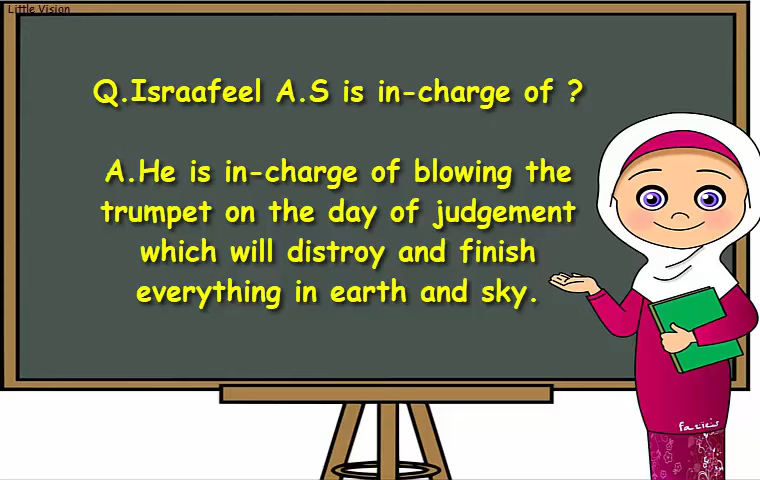 Little Vision
Q.Israafeel A.S is in-charge of ?
A.He is in-charge of blowing the
trumpet on the day of judgement
which will distroy and finish
everything in earth and sky.
fazie's